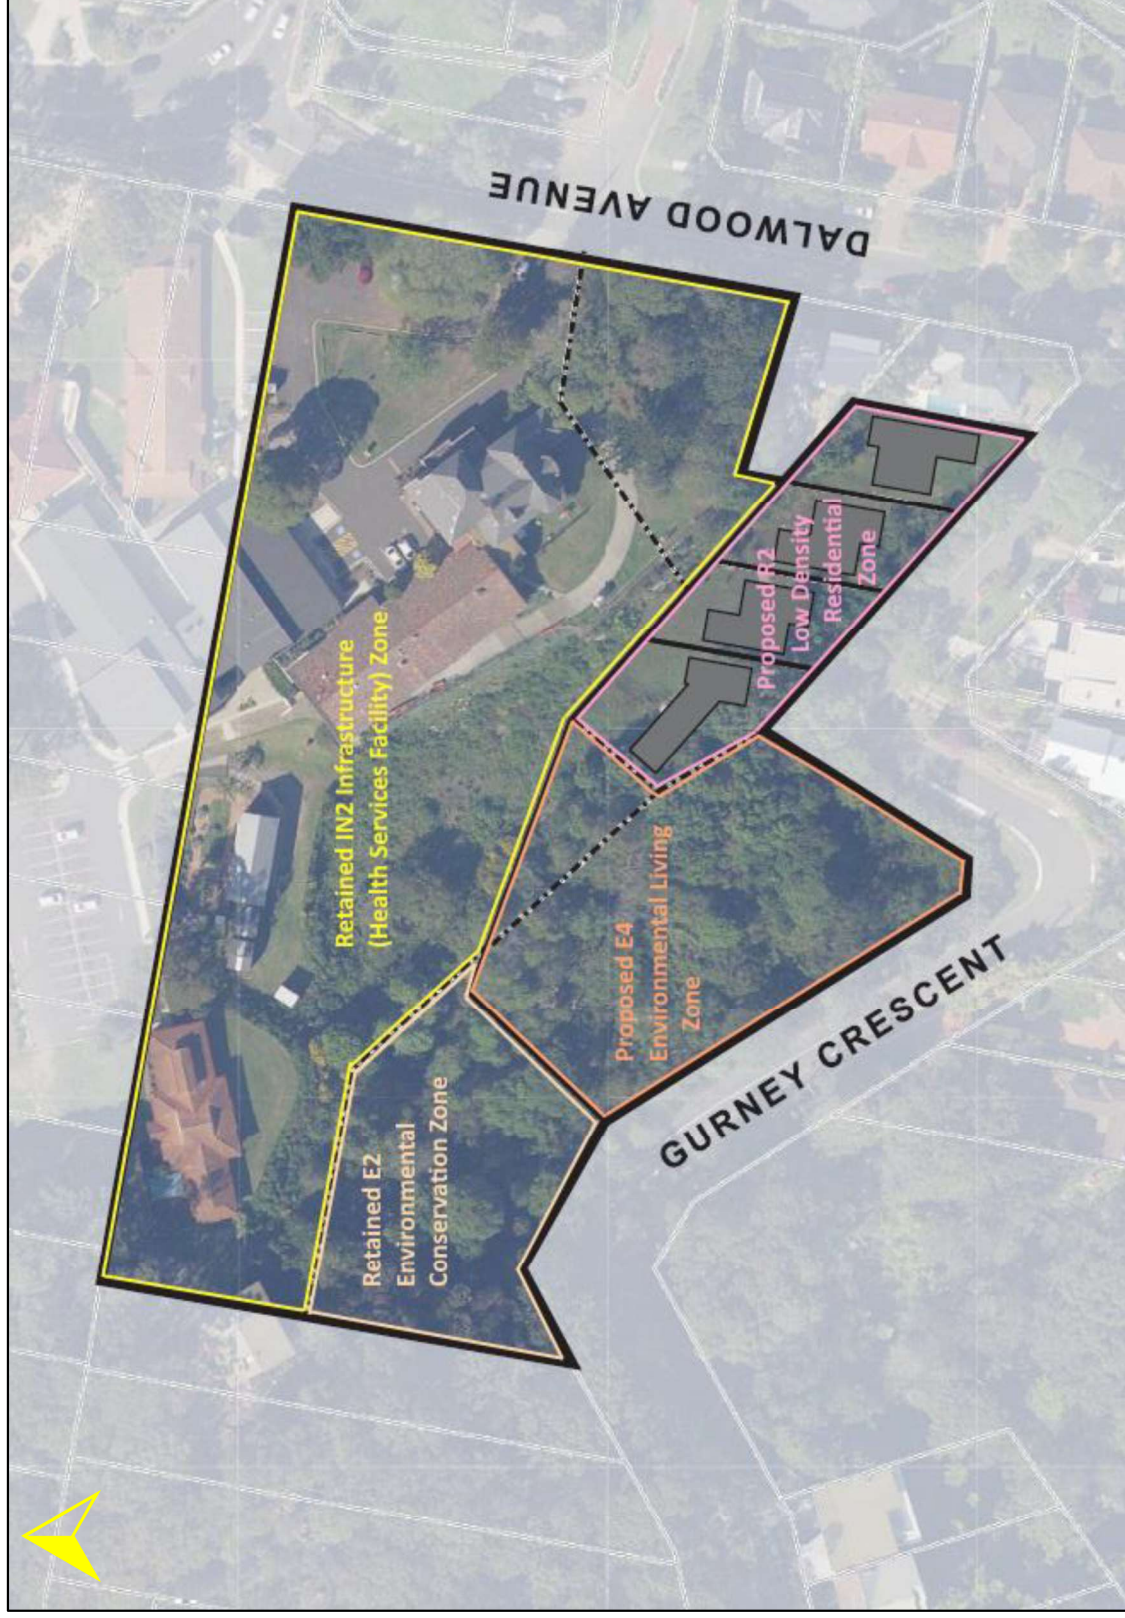 DALWOOD AVENUE
Retained IN2 Infrastructure
(Health Services Facility) Zone
Proposed R2
Low Density
Residential
Zone
Proposed E4
Environmental Living
Zone
Retained E2
Environmental
Conservation Zone
GURNEY CRESCENT